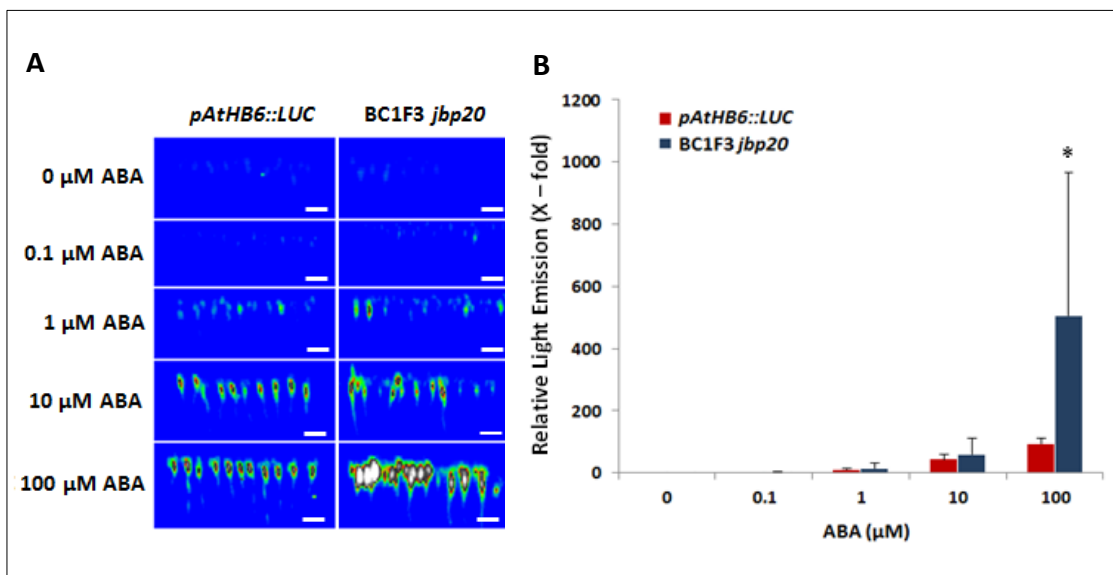 A
pAtHB6::LUC BC1F3 jbp20
0 µM ABA
0.1 µM ABA
1 µM ABA
10 µM ABA
100 µM ABA
B
Relative Light Emission (X – fold)
1200
1000
800
600
400
200
0
pAtHB6::LUC
BC1F3 jbp20
*
0 0.1 1 10 100
ABA (µM)